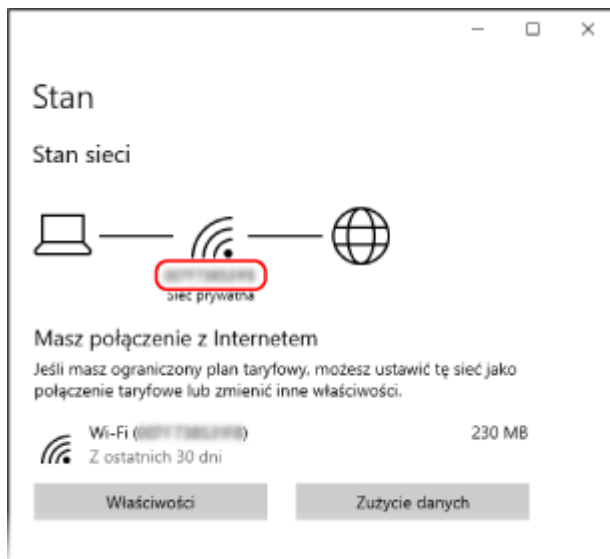 Stan
Stan sieci
Sieć prywatna
Masz połączenie z Internetem
Jeśli masz ograniczony plan taryfowy, możesz ustawić tę sieć jako
połączenie taryfowe lub zmienić inne właściwości.
Wi-Fi ( )
230 MB
Z ostatnich 30 dni
Właściwości
Zużycie danych